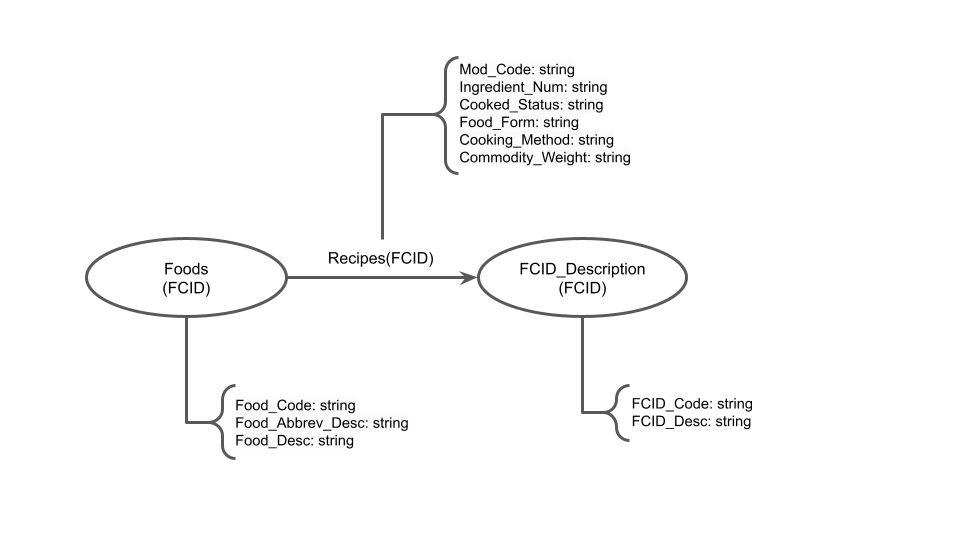 Mod_Code: string
Ingredient_Num: string
Cooked_Status: string
Food_Form: string
Cooking_Method: string
Commodity_Weight: string
Foods
(FCID)
Recipes(FCID)
FCID_Description
(FCID)
Food_Code: string
Food_Abbrev_Desc: string
Food_Desc: string
FCID_Code: string
FCID_Desc: string